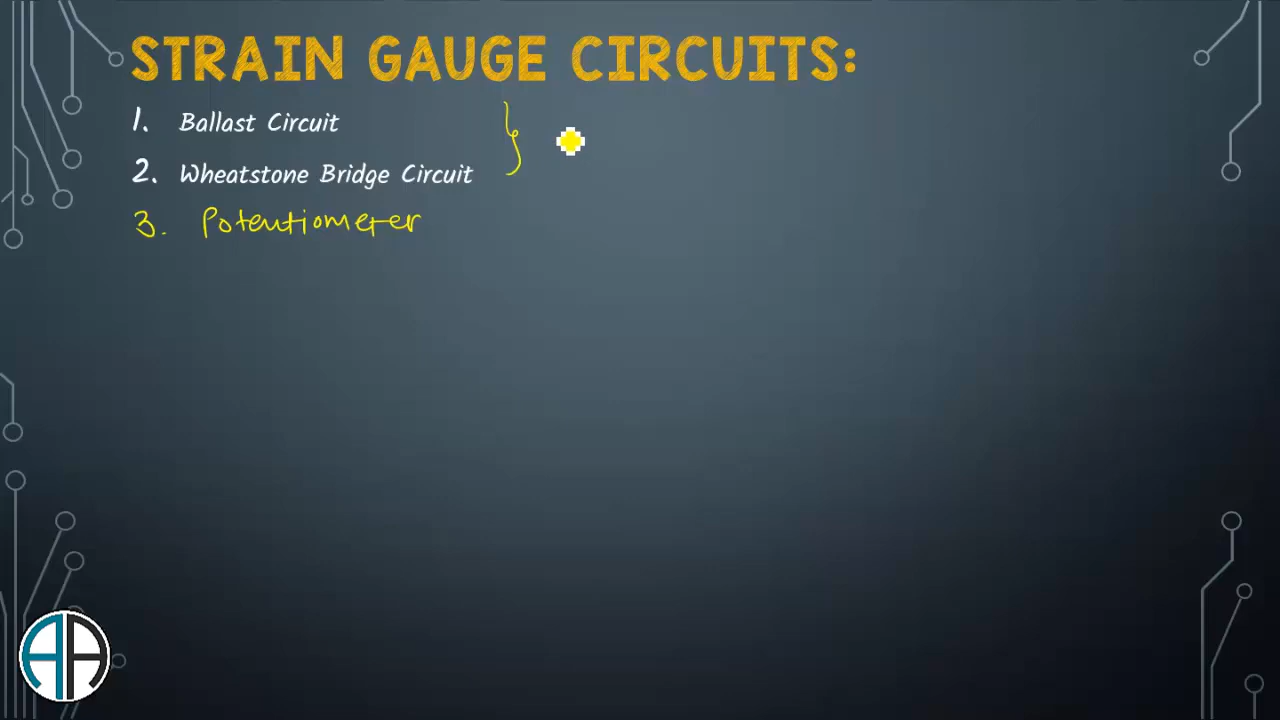 STRAIN GAUGE CIRCUITS:
1. Ballast Circuit
2. Wheatstone Bridge Circuit
3. Potentiometer